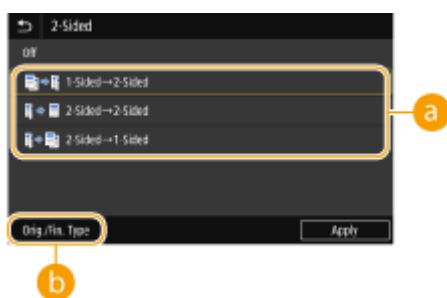 2-Sided
Off
1-Sided→2-Sided
2-Sided→2-Sided
2-Sided→1-Sided
a
Orig./Fin. Type
Apply
b